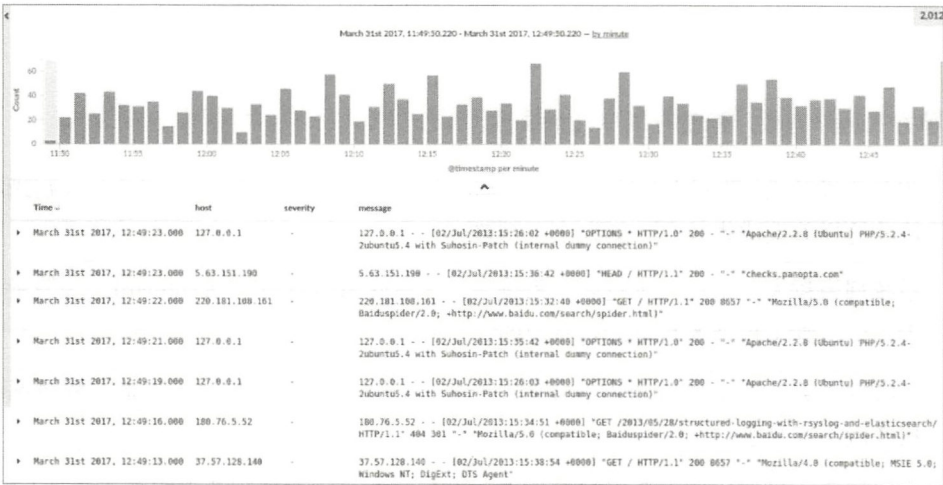 2,012
March 31st 2017, 11:49:50.220 - March 31st 2017, 12:49:50.220 — by minute
60
40
20
0
Count
11:50 11:55 12:00 12:05 12:10 12:15 12:20 12:25 12:30 12:35 12:40 12:45
@timestamp per minute
Time host severity message
March 31st 2017, 12:49:23.000 127.0.0.1 - 127.0.0.1 - - [02/Jul/2013:15:26:02 +0000] "OPTIONS * HTTP/1.0" 200 - "-" "Apache/2.2.8 (Ubuntu) PHP/5.2.4-
2ubuntu5.4 with Suhosin-Patch (internal dummy connection)"
March 31st 2017, 12:49:23.000 5.63.151.190 - 5.63.151.190 - - [02/Jul/2013:15:36:42 +0000] "HEAD / HTTP/1.1" 200 - "-" "checks.panopta.com"
March 31st 2017, 12:49:22.000 220.181.108.161 - 220.181.108.161 - - [02/Jul/2013:15:32:40 +0000] "GET / HTTP/1.1" 200 8657 "-" "Mozilla/5.0 (compatible;
Baiduspider/2.0; +http://www.baidu.com/search/spider.html)"
March 31st 2017, 12:49:21.000 127.0.0.1 - 127.0.0.1 - - [02/Jul/2013:15:35:42 +0000] "OPTIONS * HTTP/1.0" 200 - "-" "Apache/2.2.8 (Ubuntu) PHP/5.2.4-
2ubuntu5.4 with Suhosin-Patch (internal dummy connection)"
March 31st 2017, 12:49:19.000 127.0.0.1 - 127.0.0.1 - - [02/Jul/2013:15:26:03 +0000] "OPTIONS * HTTP/1.0" 200 - "-" "Apache/2.2.8 (Ubuntu) PHP/5.2.4-
2ubuntu5.4 with Suhosin-Patch (internal dummy connection)"
March 31st 2017, 12:49:16.000 180.76.5.52 - 180.76.5.52 - - [02/Jul/2013:15:34:51 +0000] "GET /2013/05/28/structured-logging-with-rsyslog-and-elasticsearch/
HTTP/1.1" 404 301 "-" "Mozilla/5.0 (compatible; Baiduspider/2.0; +http://www.baidu.com/search/spider.html)"
March 31st 2017, 12:49:13.000 37.57.128.140 - 37.57.128.140 - - [02/Jul/2013:15:38:54 +0000] "GET / HTTP/1.1" 200 8657 "-" "Mozilla/4.0 (compatible; MSIE 5.0;
Windows NT; DigExt; DTS Agent"